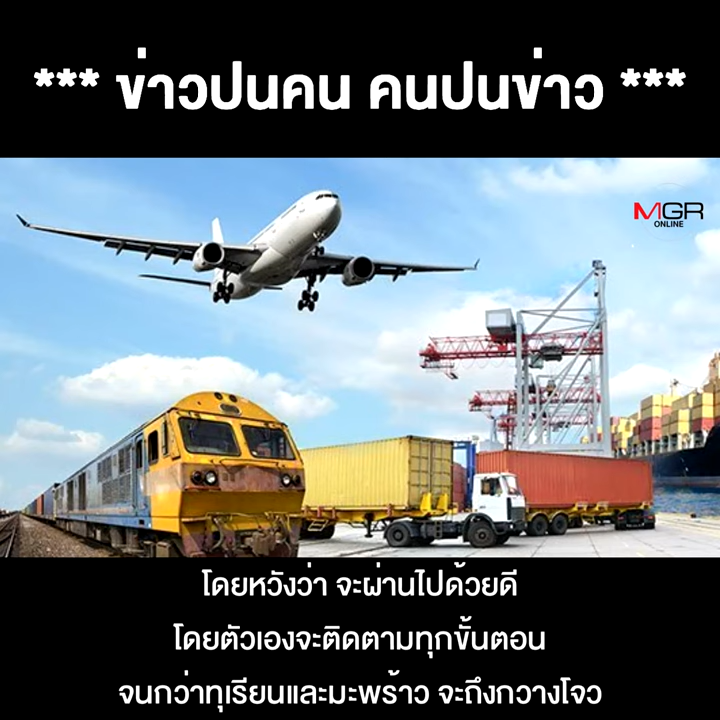 *** ข่าวปนคน คนปนข่าว ***
MGR
ONLINE
โดยหวังว่า จะผ่านไปด้วยดี
โดยตัวเองจะติดตามทุกขั้นตอน
จนกว่าทุเรียนและมะพร้าว จะถึงกวางโจว